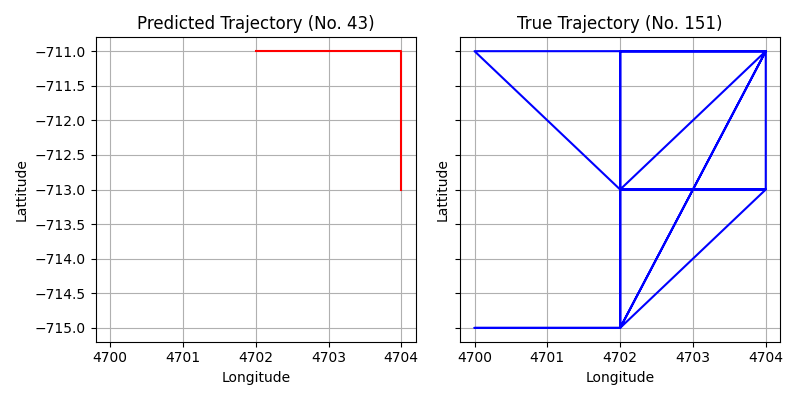 Predicted Trajectory (No. 43)
True Trajectory (No. 151)
−711.0
−711.5
−712.0
−712.5
−713.0
−713.5
−714.0
−714.5
−715.0
Lattitude
Lattitude
4700 4701 4702 4703 4704
4700 4701 4702 4703 4704
Longitude
Longitude